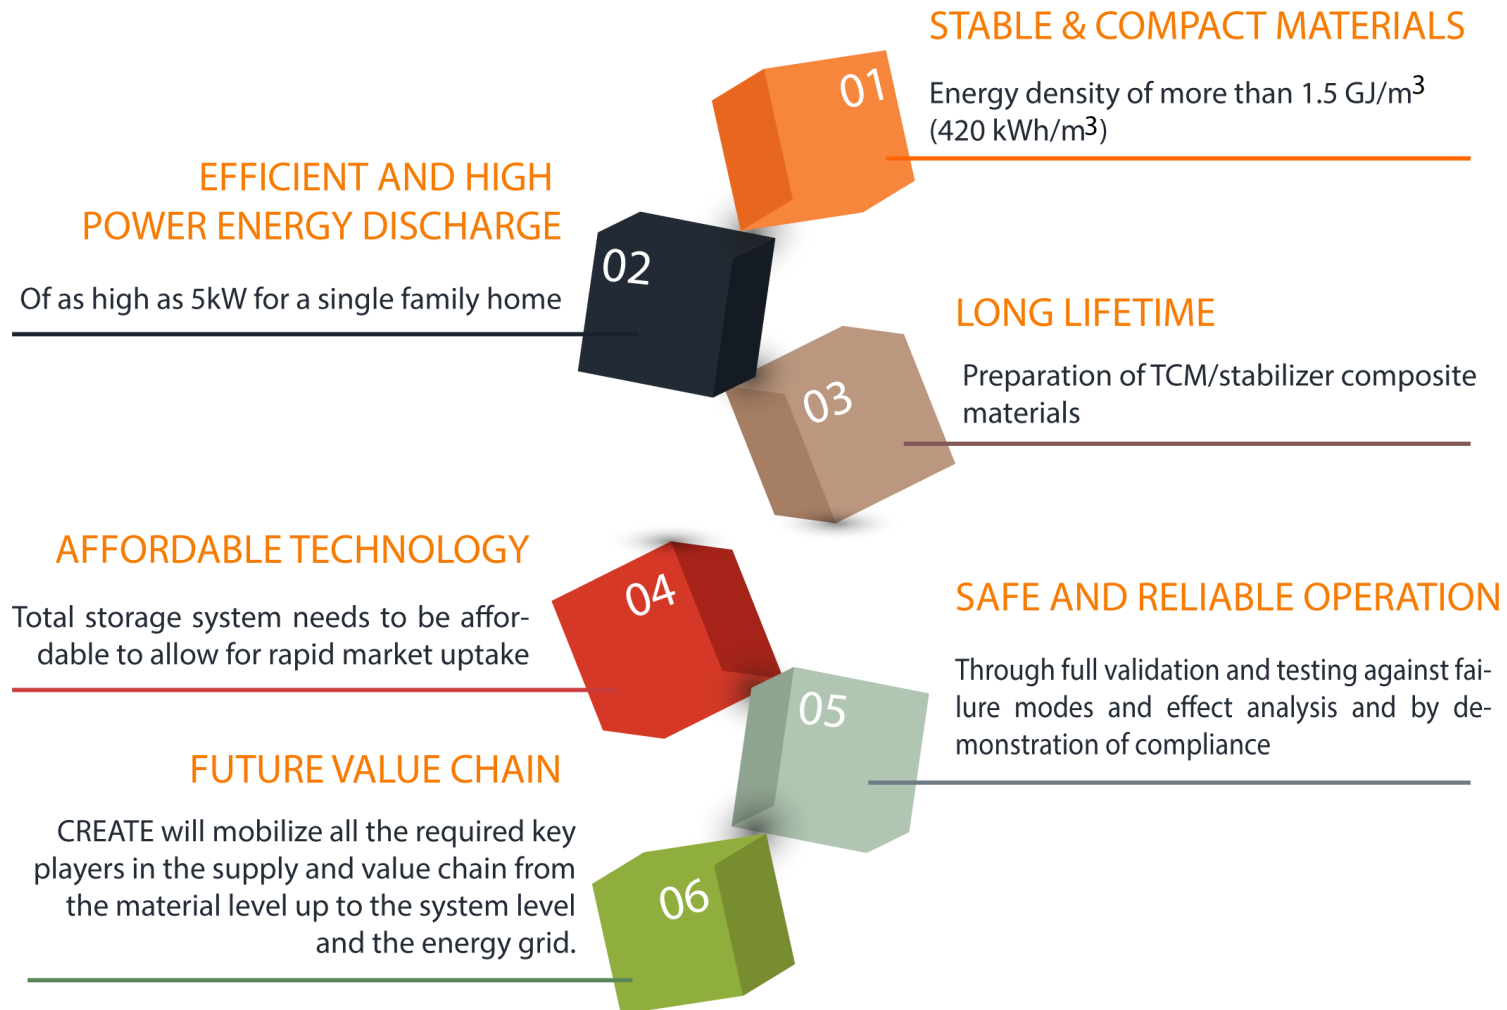 01
STABLE & COMPACT MATERIALS
Energy density of more than 1.5 GJ/m³
(420 kWh/m³)
02
EFFICIENT AND HIGH
POWER ENERGY DISCHARGE
Of as high as 5kW for a single family home
03
LONG LIFETIME
Preparation of TCM/stabilizer composite
materials
04
AFFORDABLE TECHNOLOGY
Total storage system needs to be affor-
dable to allow for rapid market uptake
05
SAFE AND RELIABLE OPERATION
Through full validation and testing against fai-
lure modes and effect analysis and by de-
monstration of compliance
06
FUTURE VALUE CHAIN
CREATE will mobilize all the required key
players in the supply and value chain from
the material level up to the system level
and the energy grid.